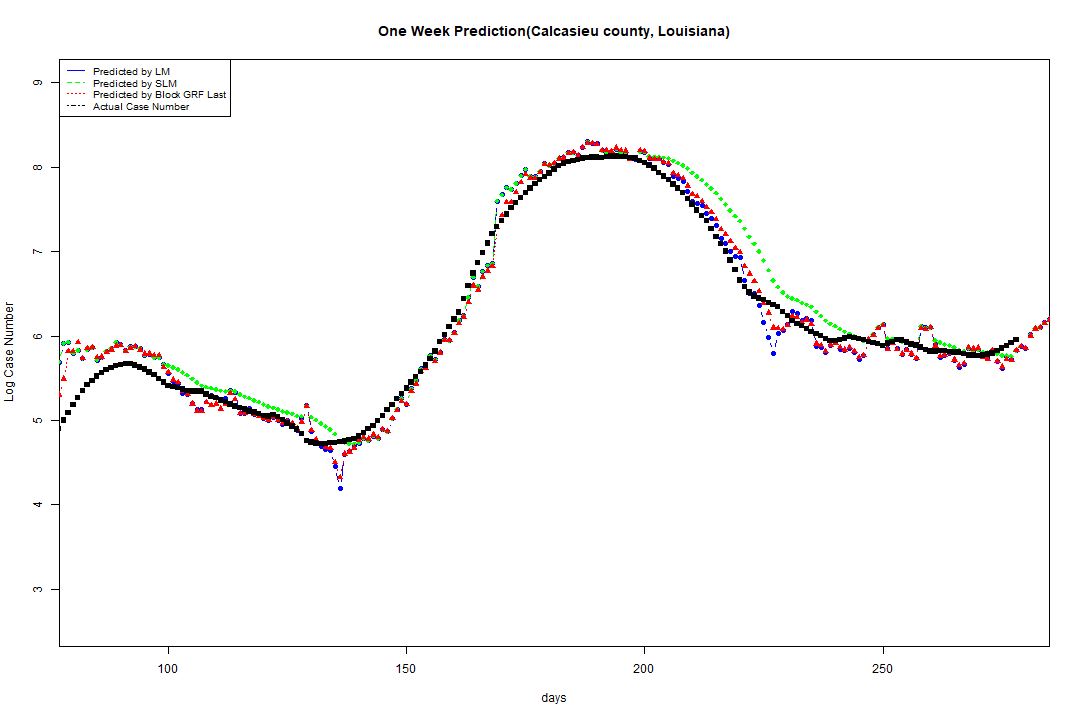 One Week Prediction(Calcasieu county, Louisiana)
Predicted by LM
Predicted by SLM
Predicted by Block GRF Last
Actual Case Number
Log Case Number
9
8
7
6
5
4
3
100 150 200 250
days